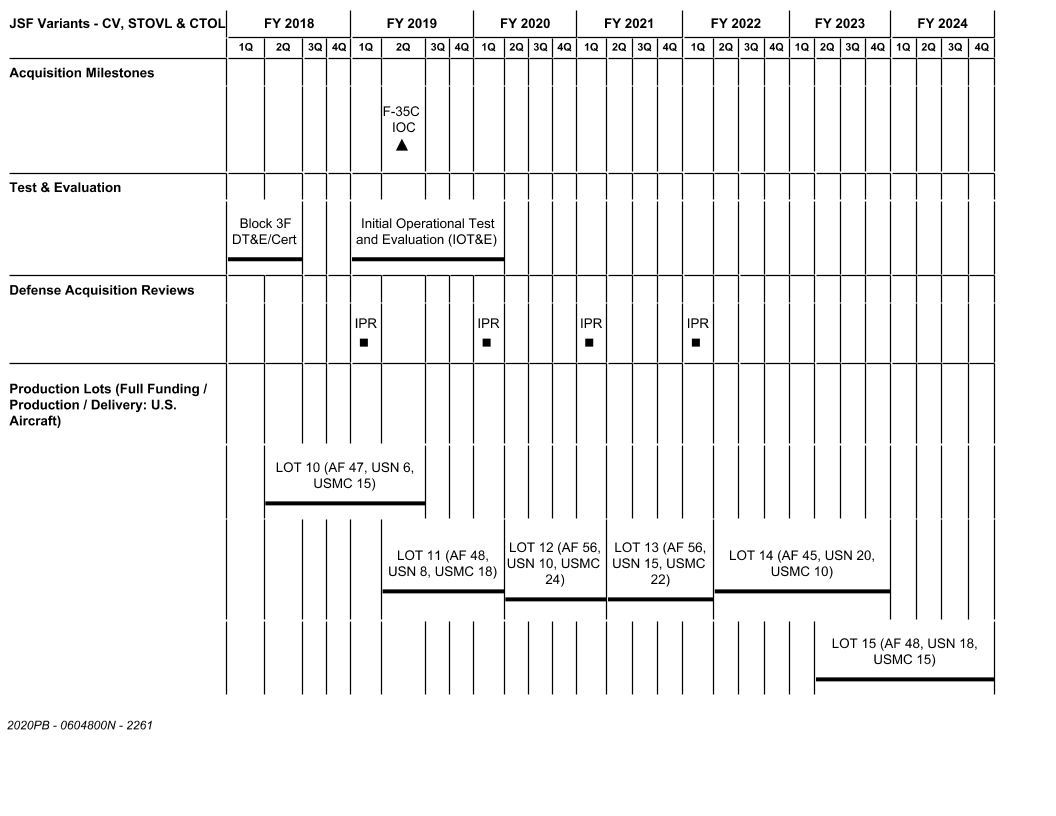 JSF Variants - CV, STOVL & CTOL FY 2018 FY 2019 FY 2020 FY 2021 FY 2022 FY 2023 FY 2024
1Q 2Q 3Q 4Q 1Q 2Q 3Q 4Q 1Q 2Q 3Q 4Q 1Q 2Q 3Q 4Q 1Q 2Q 3Q 4Q 1Q 2Q 3Q 4Q 1Q 2Q 3Q 4Q
Acquisition Milestones
F-35C
IOC
Test & Evaluation
Block 3F
DT&E/Cert
Initial Operational Test
and Evaluation (IOT&E)
Defense Acquisition Reviews
IPR IPR IPR IPR
Production Lots (Full Funding /
Production / Delivery: U.S.
Aircraft)
LOT 10 (AF 47, USN 6,
USMC 15)
LOT 11 (AF 48,
USN 8, USMC 18)
LOT 12 (AF 56,
USN 10, USMC
24)
LOT 13 (AF 56,
USN 15, USMC
22)
LOT 14 (AF 45, USN 20,
USMC 10)
LOT 15 (AF 48, USN 18,
USMC 15)
2020PB - 0604800N - 2261